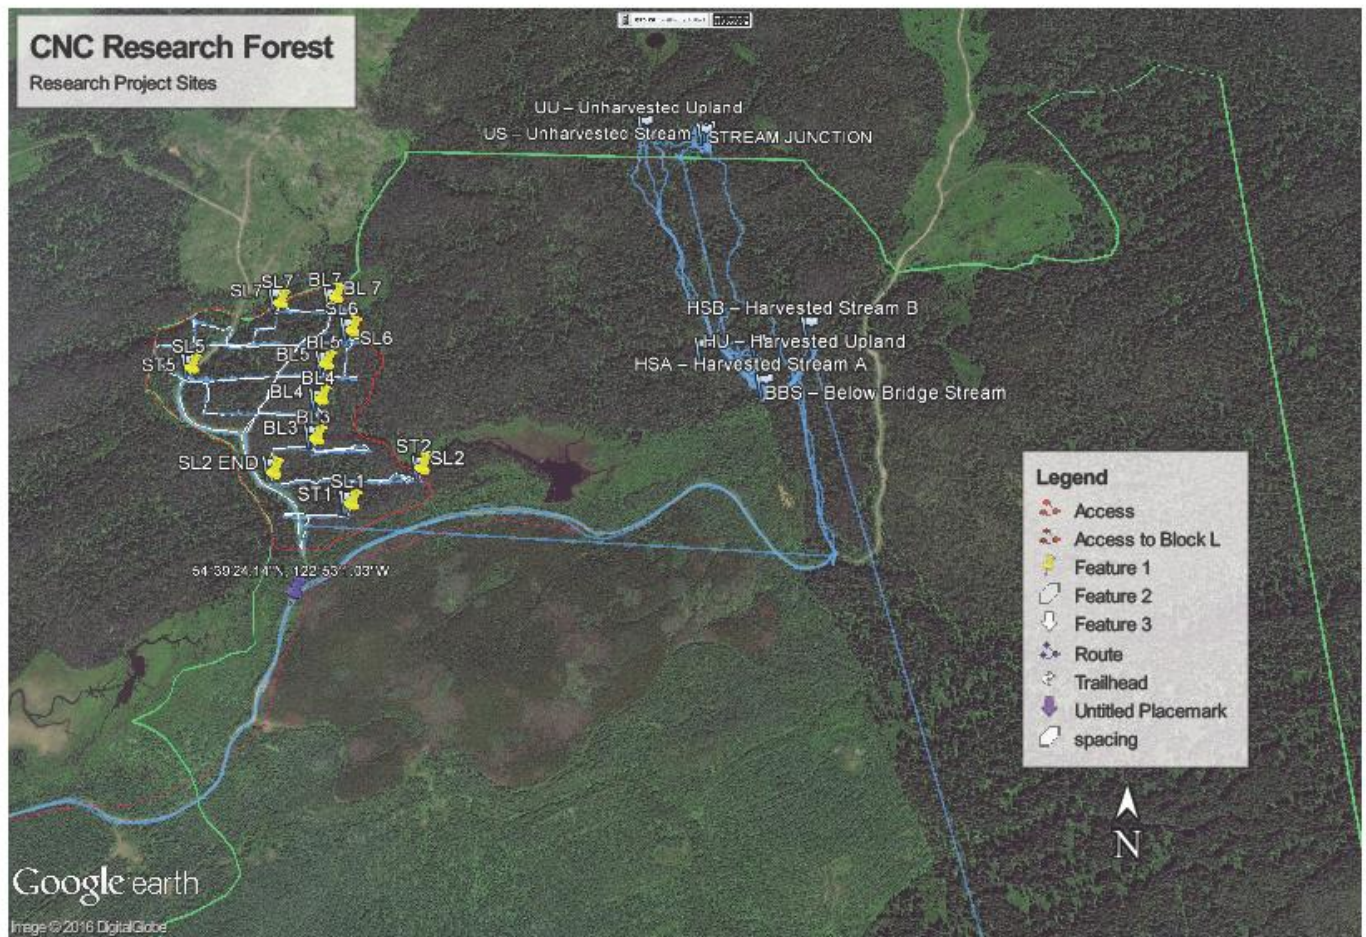 CNC Research Forest
Research Project Sites
UU – Unharvested Upland
US – Unharvested Stream
STREAM JUNCTION
SL7
SL7
BL7
BL 7
SL6
SL6
HSB – Harvested Stream B
HU – Harvested Upland
HSA – Harvested Stream A
BBS – Below Bridge Stream
SL5
ST5
BL5
BL5
BL4
BL4
BL3
BL3
ST2
SL2
SL2 END
SL1
ST1
Legend
Access
Access to Block L
Feature 1
Feature 2
Feature 3
Route
Trailhead
Untitled Placemark
spacing
N
Google earth
Image © 2016 DigitalGlobe